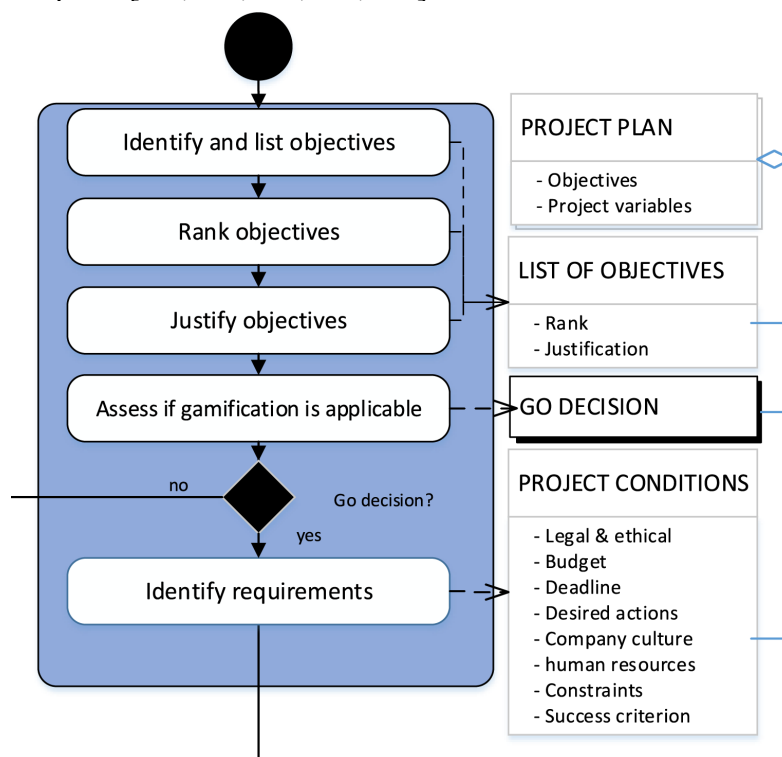 Identify and list objectives
Rank objectives
Justify objectives
Assess if gamification is applicable
no
Go decision?
yes
Identify requirements
PROJECT PLAN
- Objectives
- Project variables
LIST OF OBJECTIVES
- Rank
- Justification
GO DECISION
PROJECT CONDITIONS
- Legal & ethical
- Budget
- Deadline
- Desired actions
- Company culture
- human resources
- Constraints
- Success criterion